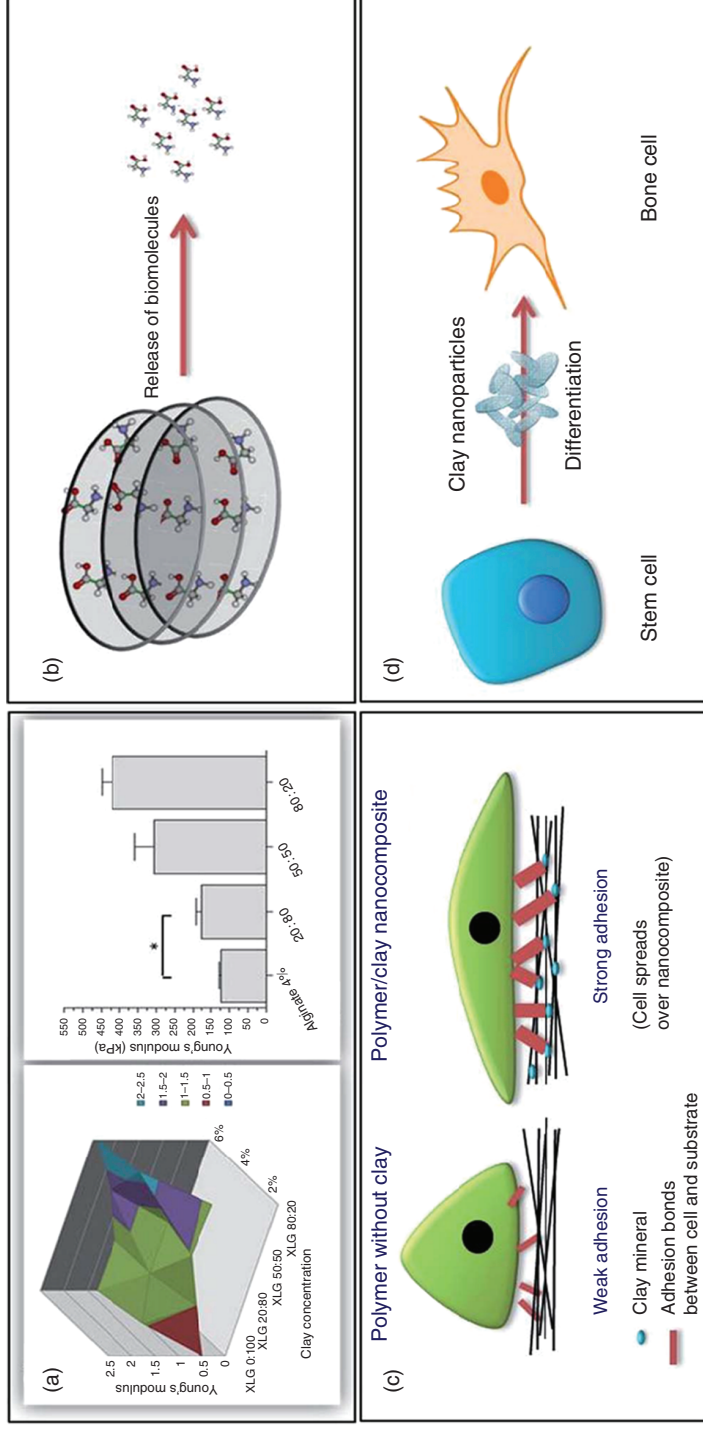 (a)
2.5
2
1.5
1
0.5
0
Young's modulus
XLG 0:100
XLG 20:80
XLG 50:50
XLG 80:20
Clay concentration
2%
4%
6%
2–2.5
1.5–2
1–1.5
0.5–1
0–0.5
550
500
450
400
350
300
250
200
150
100
50
0
Young's modulus (kPa)
*
Alginate 4%
20:80
50:50
80:20
(b)
Release of biomolecules
(c)
Polymer without clay
Polymer/clay nanocomposite
Weak adhesion
Strong adhesion
(Cell spreads
over nanocomposite)
Clay mineral
Adhesion bonds
between cell and substrate
(d)
Clay nanoparticles
Differentiation
Stem cell
Bone cell